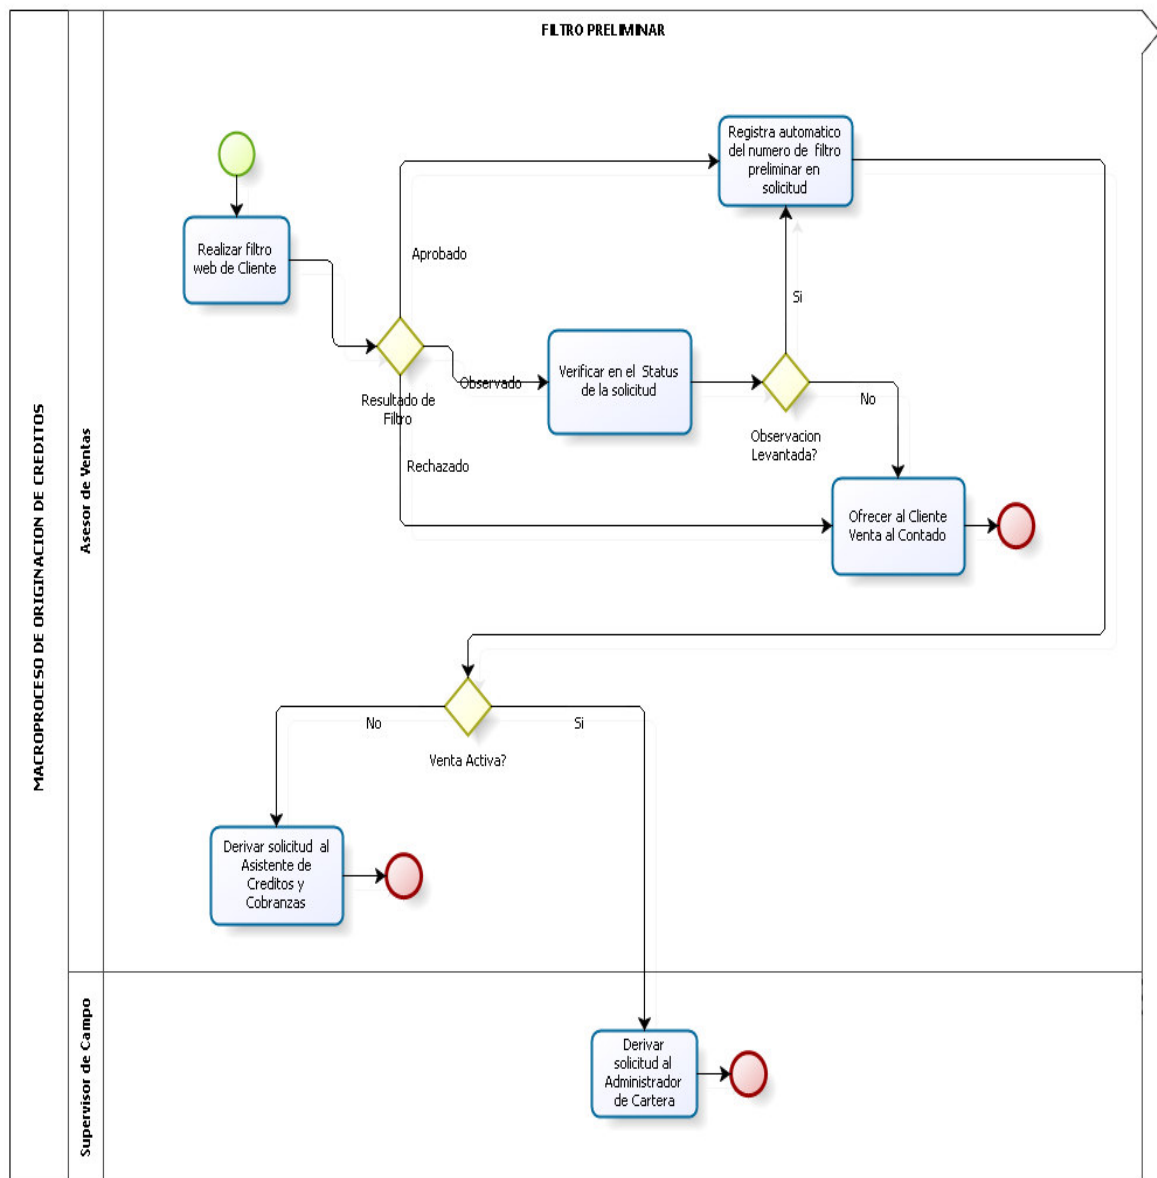 FILTRO PRELIMINAR
MACROPROCESO DE ORIGINACION DE CREDITOS
Asesor de Ventas
Registra automatico
del numero de filtro
preliminar en
solicitud
Realizar filtro
web de Cliente
Aprobado
Si
Resultado de
Filtro
Observado
Verificar en el Status
de la solicitud
No
Observacion
Levantada?
Rechazado
Ofrecer al Cliente
Venta al Contado
No
Si
Venta Activa?
Derivar solicitud al
Asistente de
Creditos y
Cobranzas
Supervisor de Campo
Derivar
solicitud al
Administrador
de Cartera